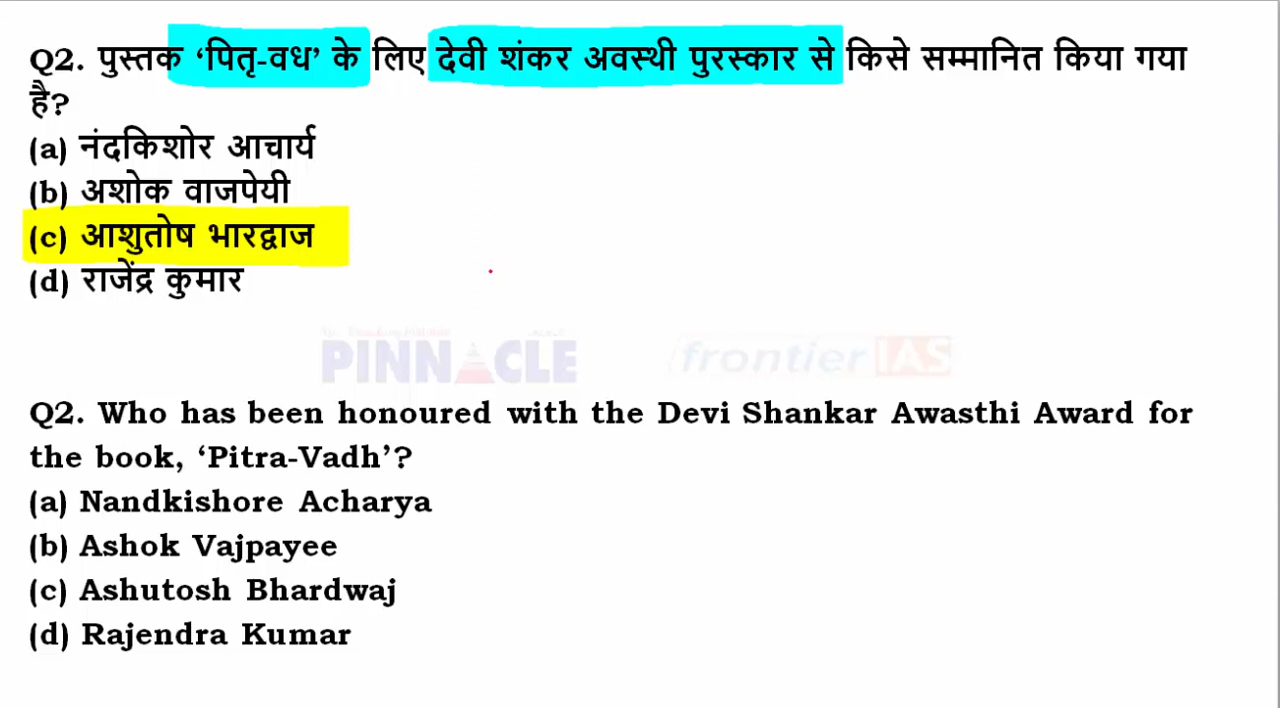 Q2. पुस्तक ‘पितृ-वध’ के लिए देवी शंकर अवस्थी पुरस्कार से किसे सम्मानित किया गया
है?
(a) नंदकिशोर आचार्य
(b) अशोक वाजपेयी
(c) आशुतोष भारद्वाज
(d) राजेंद्र कुमार
PINNACLE frontier IAS
Q2. Who has been honoured with the Devi Shankar Awasthi Award for
the book, ‘Pitra-Vadh’?
(a) Nandkishore Acharya
(b) Ashok Vajpayee
(c) Ashutosh Bhardwaj
(d) Rajendra Kumar